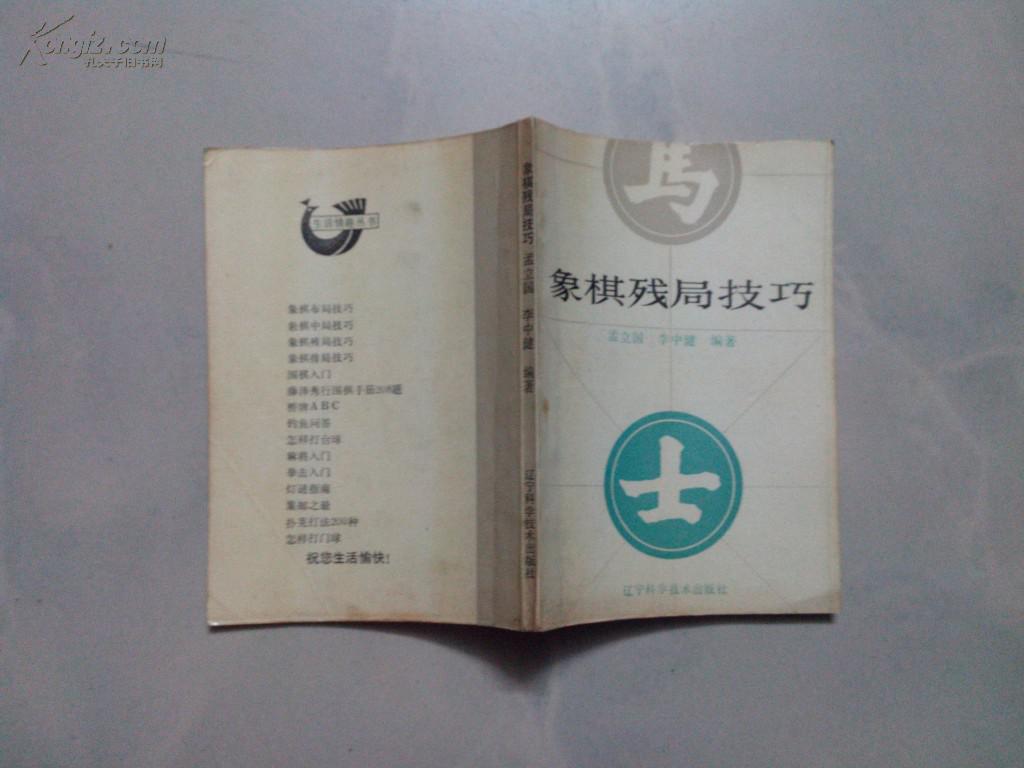 Kongfz.com
孔夫子旧书网
生活情趣丛书
象棋布局技巧
象棋中局技巧
象棋残局技巧
象棋排局技巧
围棋入门
藤泽秀行围棋手筋208题
桥牌ABC
钓鱼问答
怎样打台球
麻将入门
拳击入门
灯谜指南
集邮之最
扑克打法200种
怎样打门球
祝您生活愉快!
象棋残局技巧 孟立国 李中健 编著 辽宁科学技术出版社
馬
象棋残局技巧
孟立国 李中健 编著
士
辽宁科学技术出版社